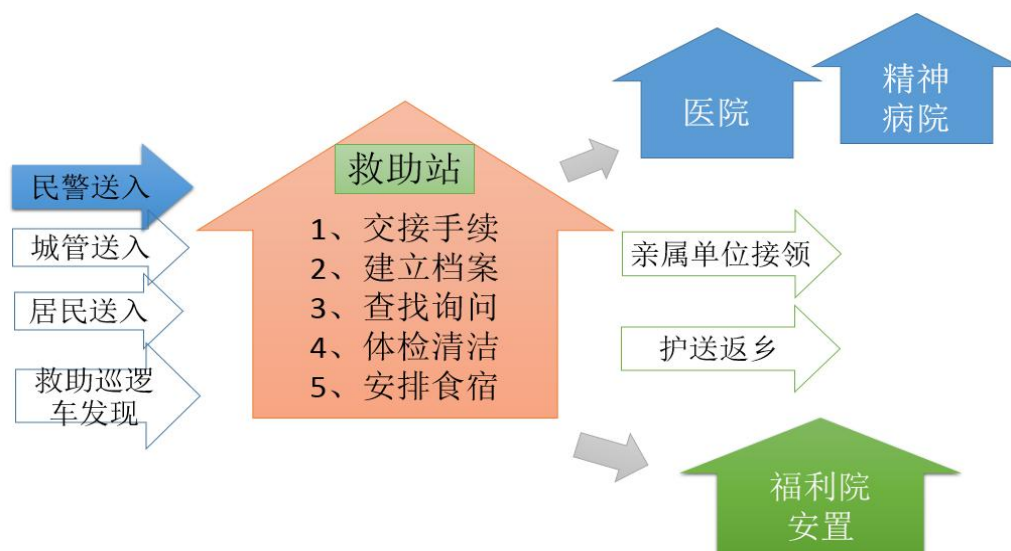 民警送入
城管送入
居民送入
救助巡逻
车发现
救助站
1、交接手续
2、建立档案
3、查找询问
4、体检清洁
5、安排食宿
医院
精神
病院
亲属单位接领
护送返乡
福利院
安置